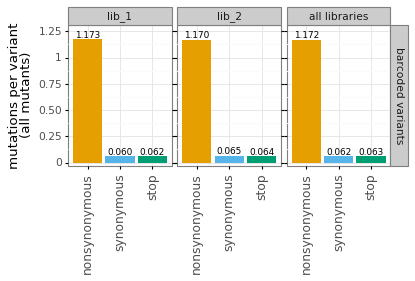 lib_1
lib_2
all libraries
mutations per variant
(all mutants)
1.25
1
0.75
0.50
0.25
0
1.173
0.060
0.062
1.170
0.065
0.064
1.172
0.062
0.063
barcoded variants
nonsynonymous
synonymous
stop
nonsynonymous
synonymous
stop
nonsynonymous
synonymous
stop